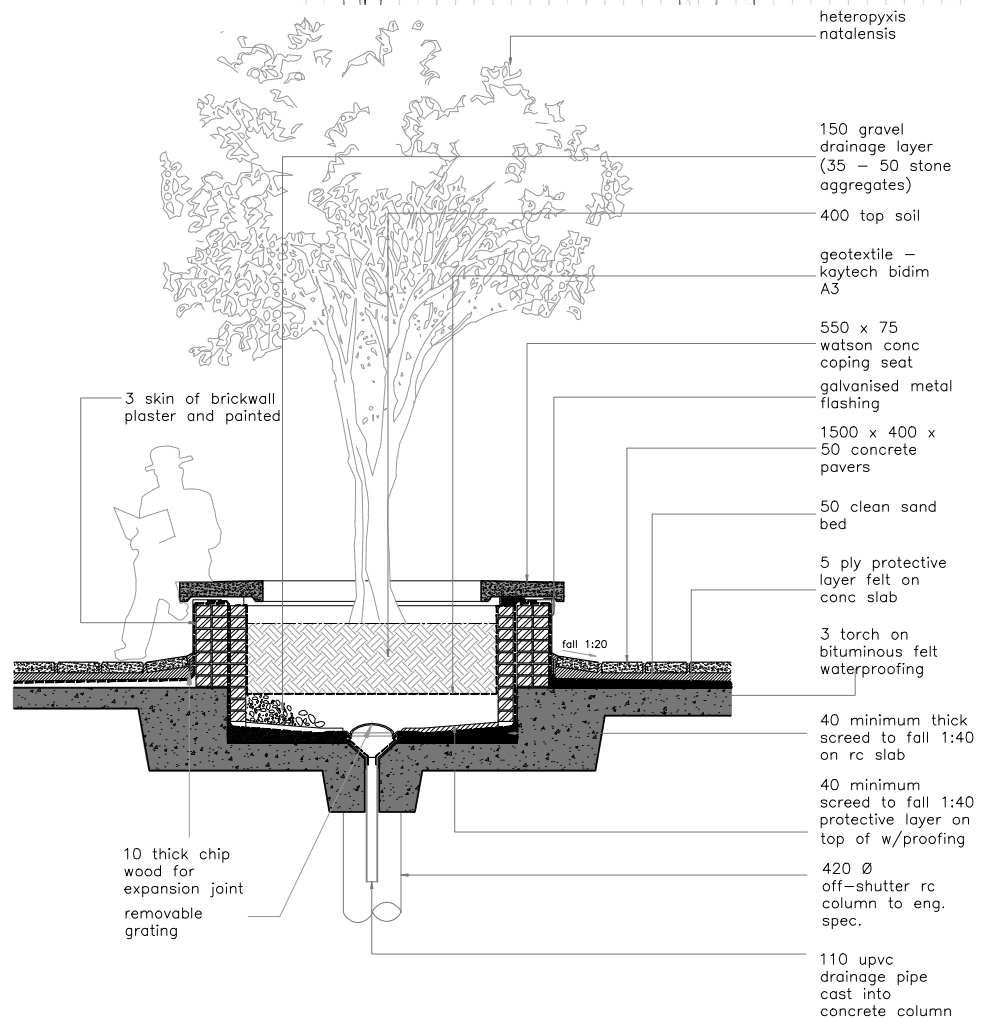 heteropyxis
natalensis
150 gravel
drainage layer
(35 – 50 stone
aggregates)
400 top soil
geotextile –
kaytech bidim
A3
550 x 75
watson conc
coping seat
galvanised metal
flashing
3 skin of brickwall
plaster and painted
1500 x 400 x
50 concrete
pavers
50 clean sand
bed
5 ply protective
layer felt on
conc slab
fall 1:20
3 torch on
bituminous felt
waterproofing
40 minimum thick
screed to fall 1:40
on rc slab
40 minimum
screed to fall 1:40
protective layer on
top of w/proofing
10 thick chip
wood for
expansion joint
removable
grating
420 Ø
off–shutter rc
column to eng.
spec.
110 upvc
drainage pipe
cast into
concrete column